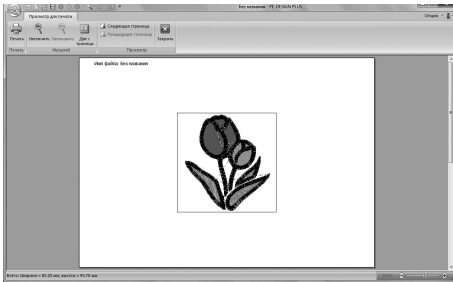 Без названия - PE-DESIGN PLUS
Просмотр для печати
Опции
Печать
Увеличить
Уменьшить
Две страницы
Следующая страница
Предыдущая страница
Закрыть
Печать
Масштаб
Просмотр
Имя файла: Без названия